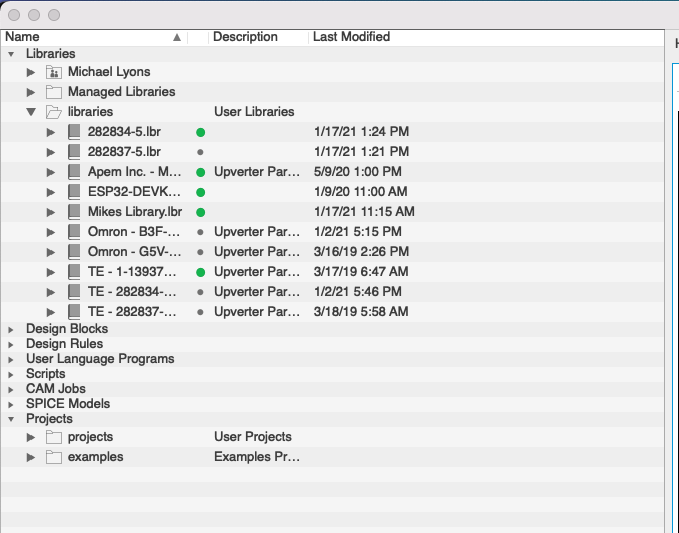 Name Description Last Modified
Libraries
Michael Lyons
Managed Libraries
libraries User Libraries
282834-5.lbr 1/17/21 1:24 PM
282837-5.lbr 1/17/21 1:21 PM
Apem Inc. - M... Upverter Par... 5/9/20 1:00 PM
ESP32-DEVK... 1/9/20 11:00 AM
Mikes Library.lbr 1/17/21 11:15 AM
Omron - B3F-... Upverter Par... 1/2/21 5:15 PM
Omron - G5V-... Upverter Par... 3/16/19 2:26 PM
TE - 1-13937... Upverter Par... 3/17/19 6:47 AM
TE - 282834-... Upverter Par... 1/2/21 5:46 PM
TE - 282837-... Upverter Par... 3/18/19 5:58 AM
Design Blocks
Design Rules
User Language Programs
Scripts
CAM Jobs
SPICE Models
Projects
projects User Projects
examples Examples Pr...